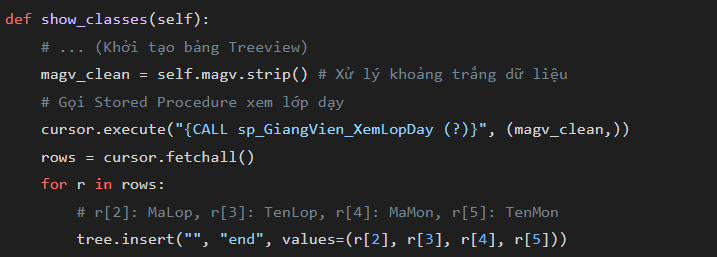 def show_classes(self):
    # ... (Khởi tạo bảng Treeview)
    magv_clean = self.magv.strip() # Xử lý khoảng trắng dữ liệu
    # Gọi Stored Procedure xem lớp dạy
    cursor.execute("{CALL sp_GiangVien_XemLopDay (?)}", (magv_clean,))
    rows = cursor.fetchall()
    for r in rows:
        # r[2]: MaLop, r[3]: TenLop, r[4]: MaMon, r[5]: TenMon
        tree.insert("", "end", values=(r[2], r[3], r[4], r[5]))